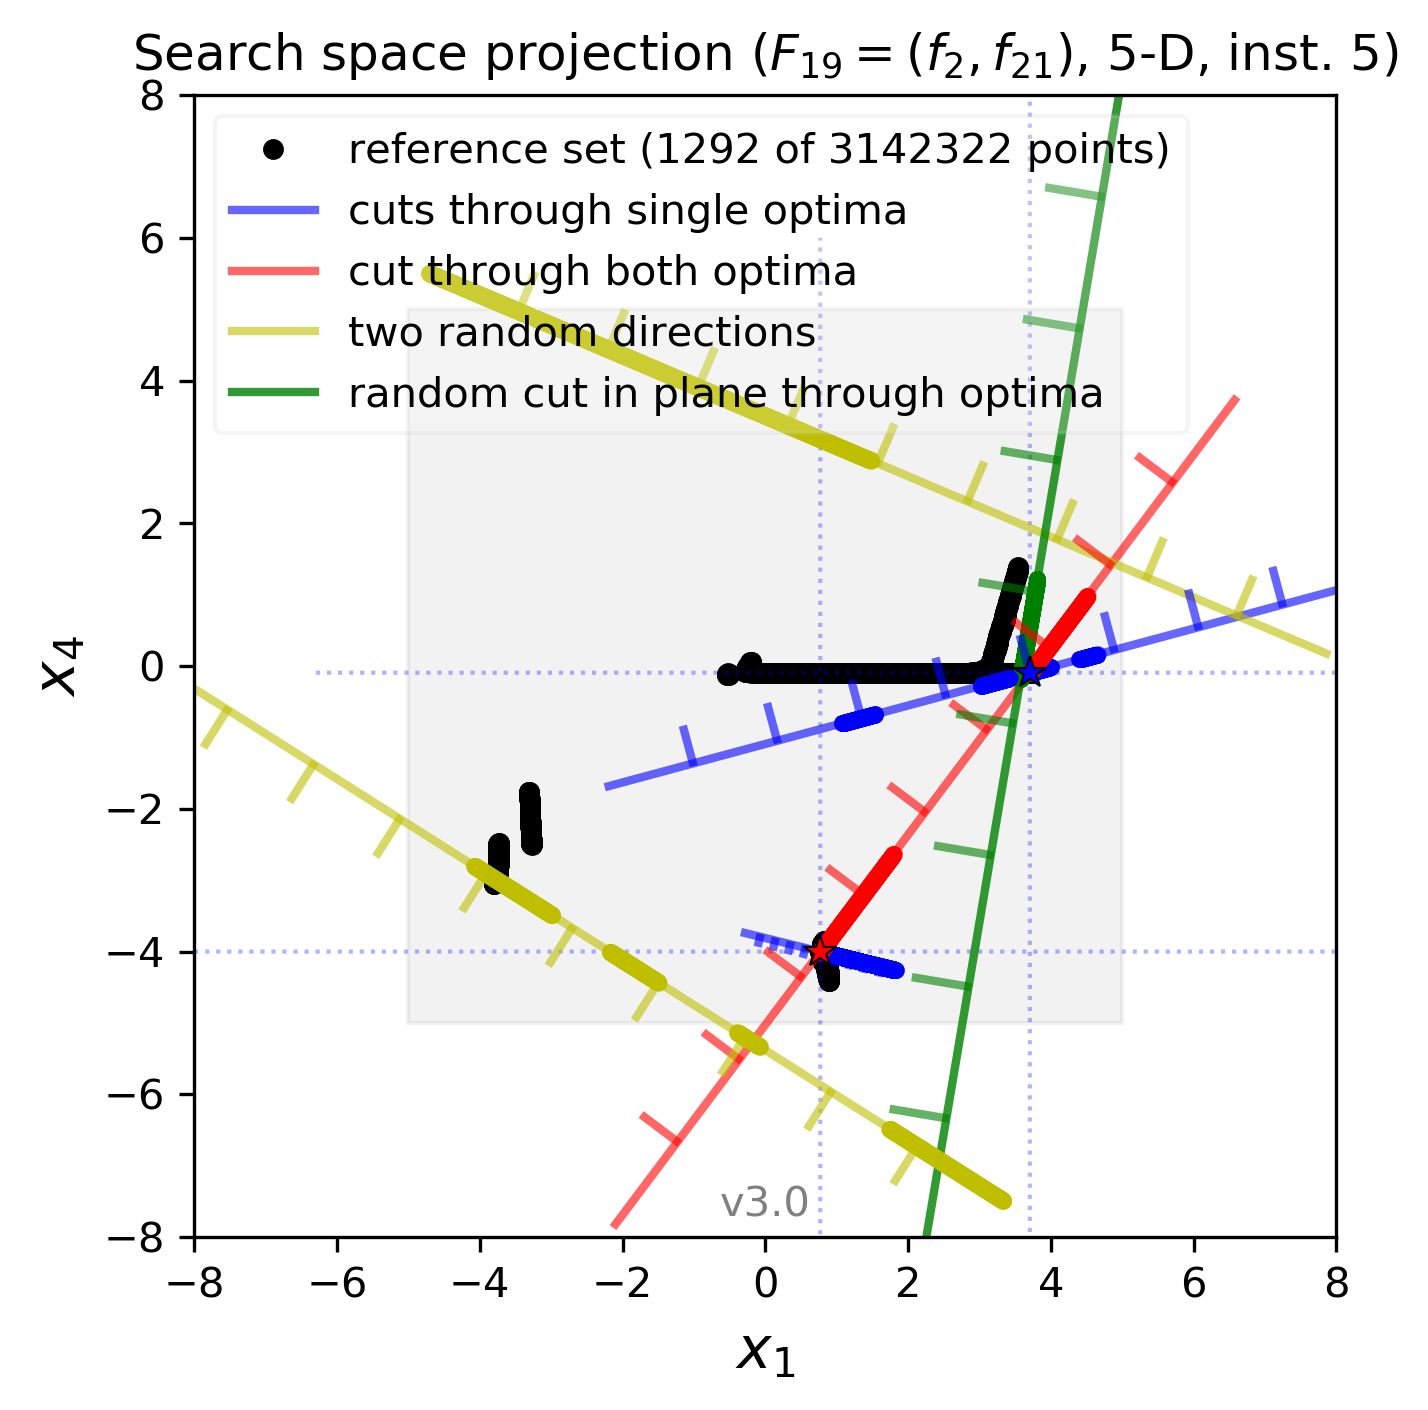 Search space projection (F19 = (f2, f21), 5-D, inst. 5)
reference set (1292 of 3142322 points)
cuts through single optima
cut through both optima
two random directions
random cut in plane through optima
8
6
4
2
0
−2
−4
−6
−8
x4
v3.0
−8 −6 −4 −2 0 2 4 6 8
x1